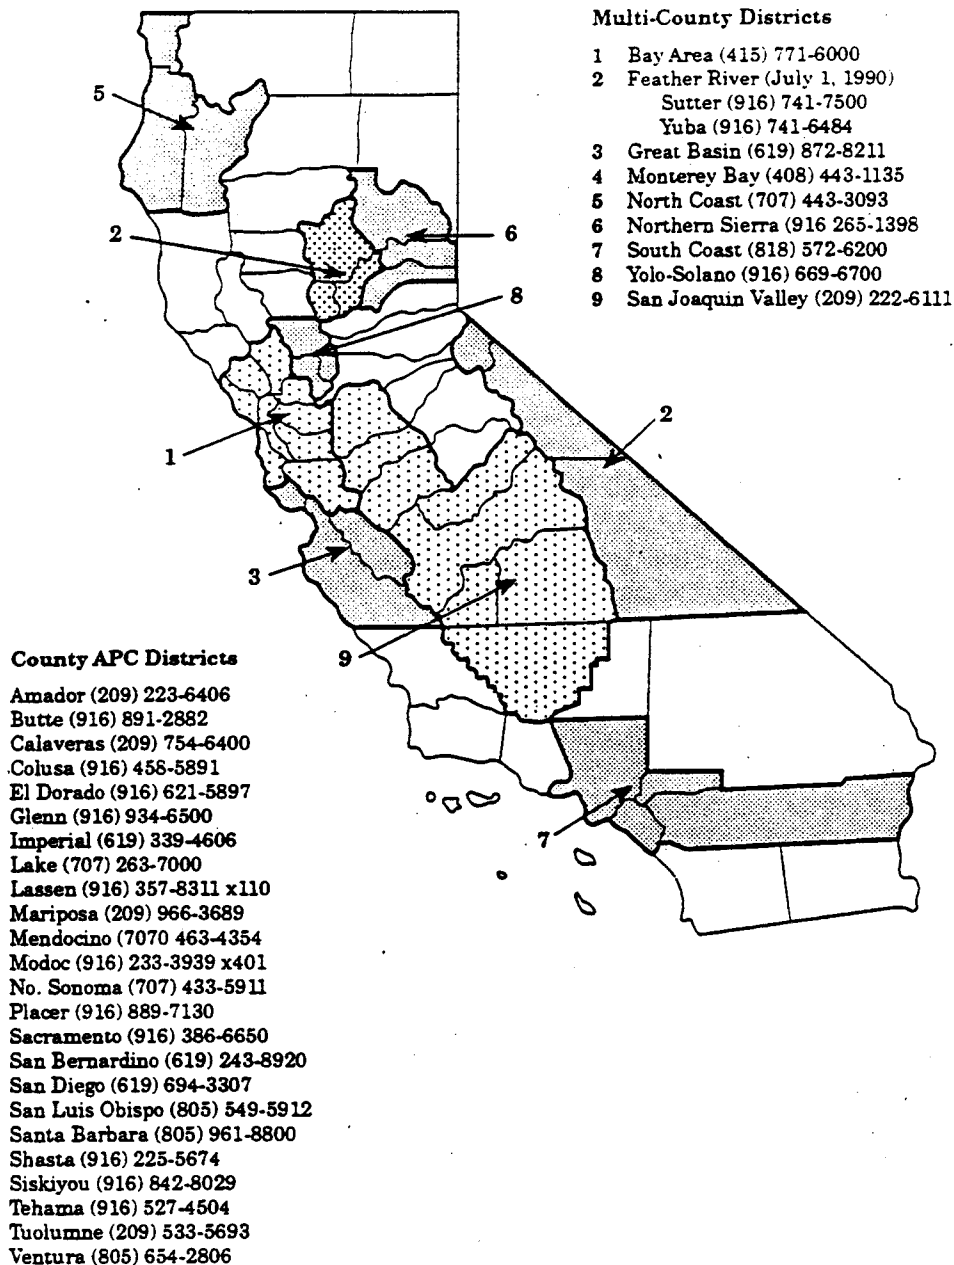 Multi-County Districts
1 Bay Area (415) 771-6000
2 Feather River (July 1, 1990)
Sutter (916) 741-7500
Yuba (916) 741-6484
3 Great Basin (619) 872-8211
4 Monterey Bay (408) 443-1135
5 North Coast (707) 443-3093
6 Northern Sierra (916 265-1398
7 South Coast (818) 572-6200
8 Yolo-Solano (916) 669-6700
9 San Joaquin Valley (209) 222-6111
5
2
6
8
1
2
3
9
7
County APC Districts
Amador (209) 223-6406
Butte (916) 891-2882
Calaveras (209) 754-6400
Colusa (916) 458-5891
El Dorado (916) 621-5897
Glenn (916) 934-6500
Imperial (619) 339-4606
Lake (707) 263-7000
Lassen (916) 357-8311 x110
Mariposa (209) 966-3689
Mendocino (7070 463-4354
Modoc (916) 233-3939 x401
No. Sonoma (707) 433-5911
Placer (916) 889-7130
Sacramento (916) 386-6650
San Bernardino (619) 243-8920
San Diego (619) 694-3307
San Luis Obispo (805) 549-5912
Santa Barbara (805) 961-8800
Shasta (916) 225-5674
Siskiyou (916) 842-8029
Tehama (916) 527-4504
Tuolumne (209) 533-5693
Ventura (805) 654-2806